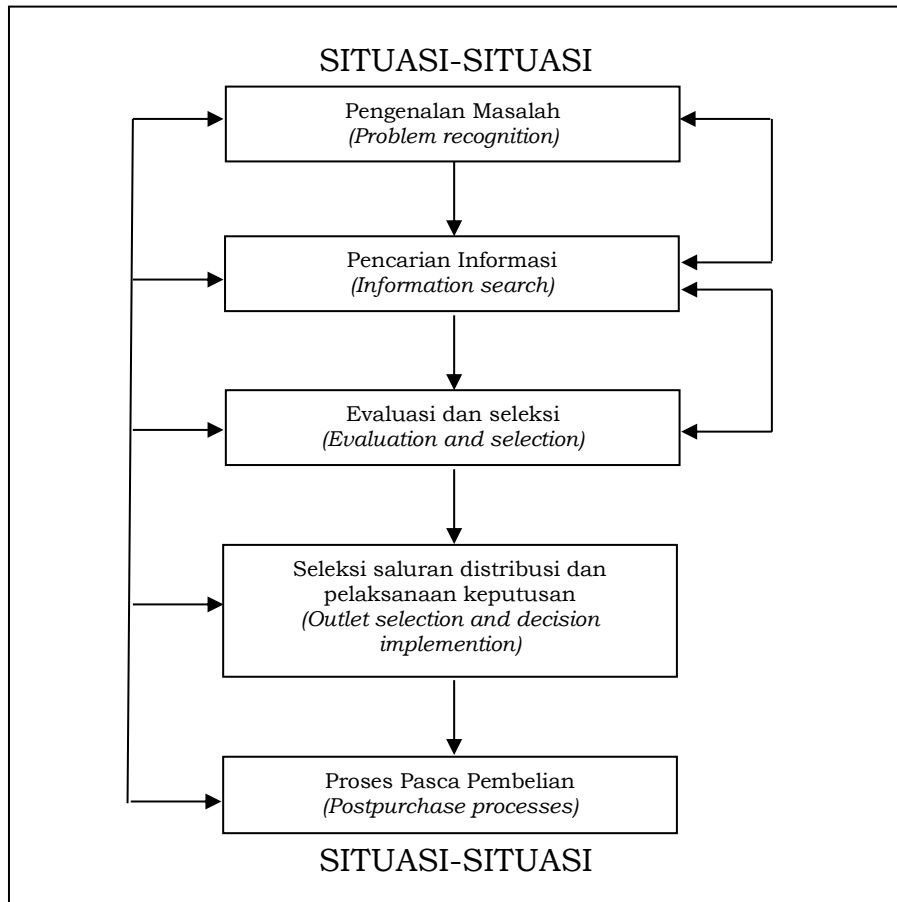 SITUASI-SITUASI
Pengenalan Masalah
(Problem recognition)
Pencarian Informasi
(Information search)
Evaluasi dan seleksi
(Evaluation and selection)
Seleksi saluran distribusi dan
pelaksanaan keputusan
(Outlet selection and decision
implemention)
Proses Pasca Pembelian
(Postpurchase processes)
SITUASI-SITUASI